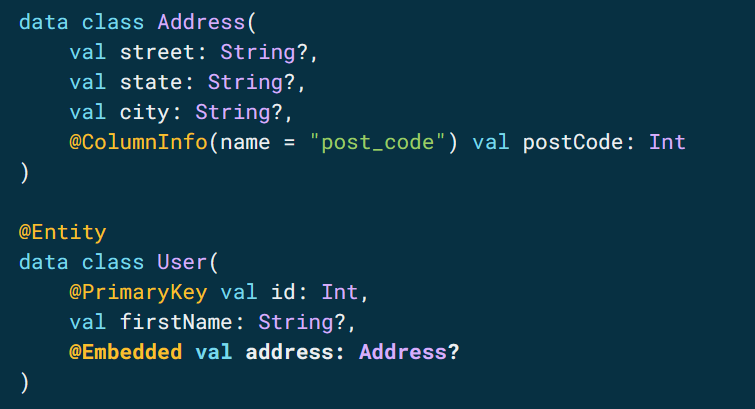 data class Address(
    val street: String?,
    val state: String?,
    val city: String?,
    @ColumnInfo(name = "post_code") val postCode: Int
)

@Entity
data class User(
    @PrimaryKey val id: Int,
    val firstName: String?,
    @Embedded val address: Address?
)